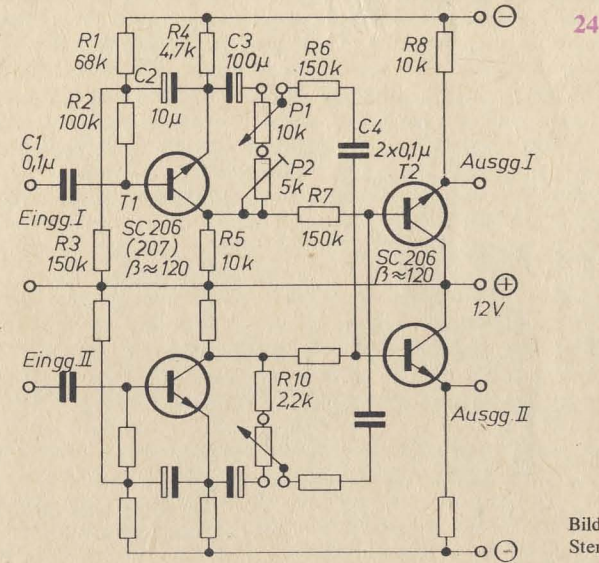 24
R1
68k
R4
4,7k
C3
100µ
R6
150k
R8
10k
C2
10µ
R2
100k
P1
10k
C4
2x0,1µ
C1
0,1µ
P2
5k
T2
Ausgg.I
T1
R7
150k
Eingg.I
SC 206
(207)
β≈120
R3
150k
R5
10k
SC 206
β≈120
+
12V
Eingg.II
R10
2,2k
Ausgg.II
Bild
Ster